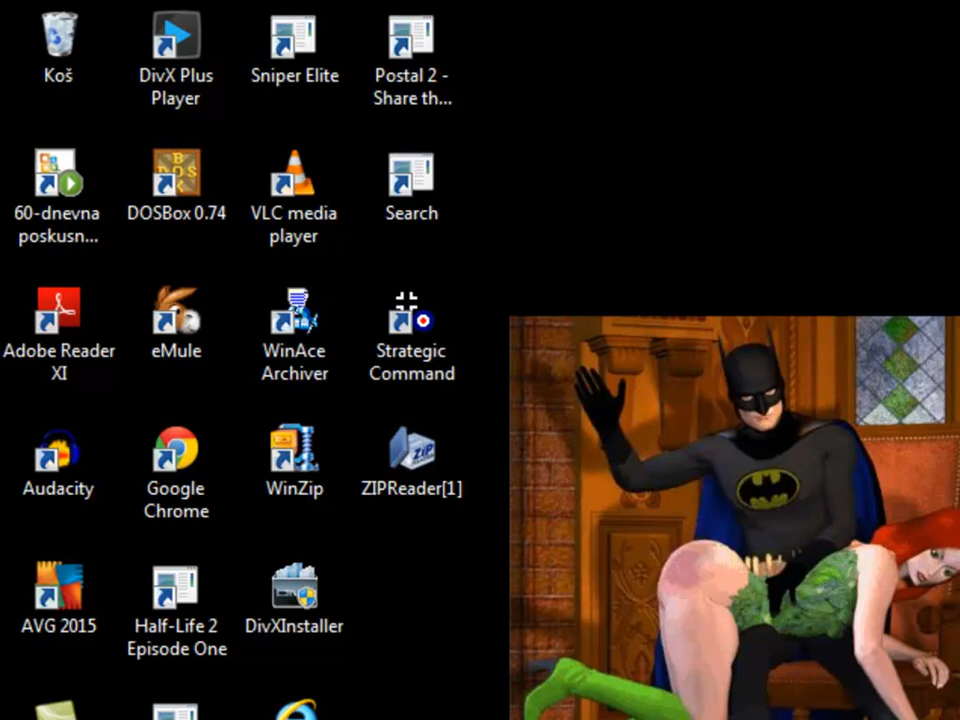 Koš
DivX Plus
Player
Sniper Elite
Postal 2 -
Share th...
60-dnevna
poskusn...
DOSBox 0.74
VLC media
player
Search
Adobe Reader
XI
eMule
WinAce
Archiver
Strategic
Command
Audacity
Google
Chrome
WinZip
ZIPReader[1]
AVG 2015
Half-Life 2
Episode One
DivXInstaller